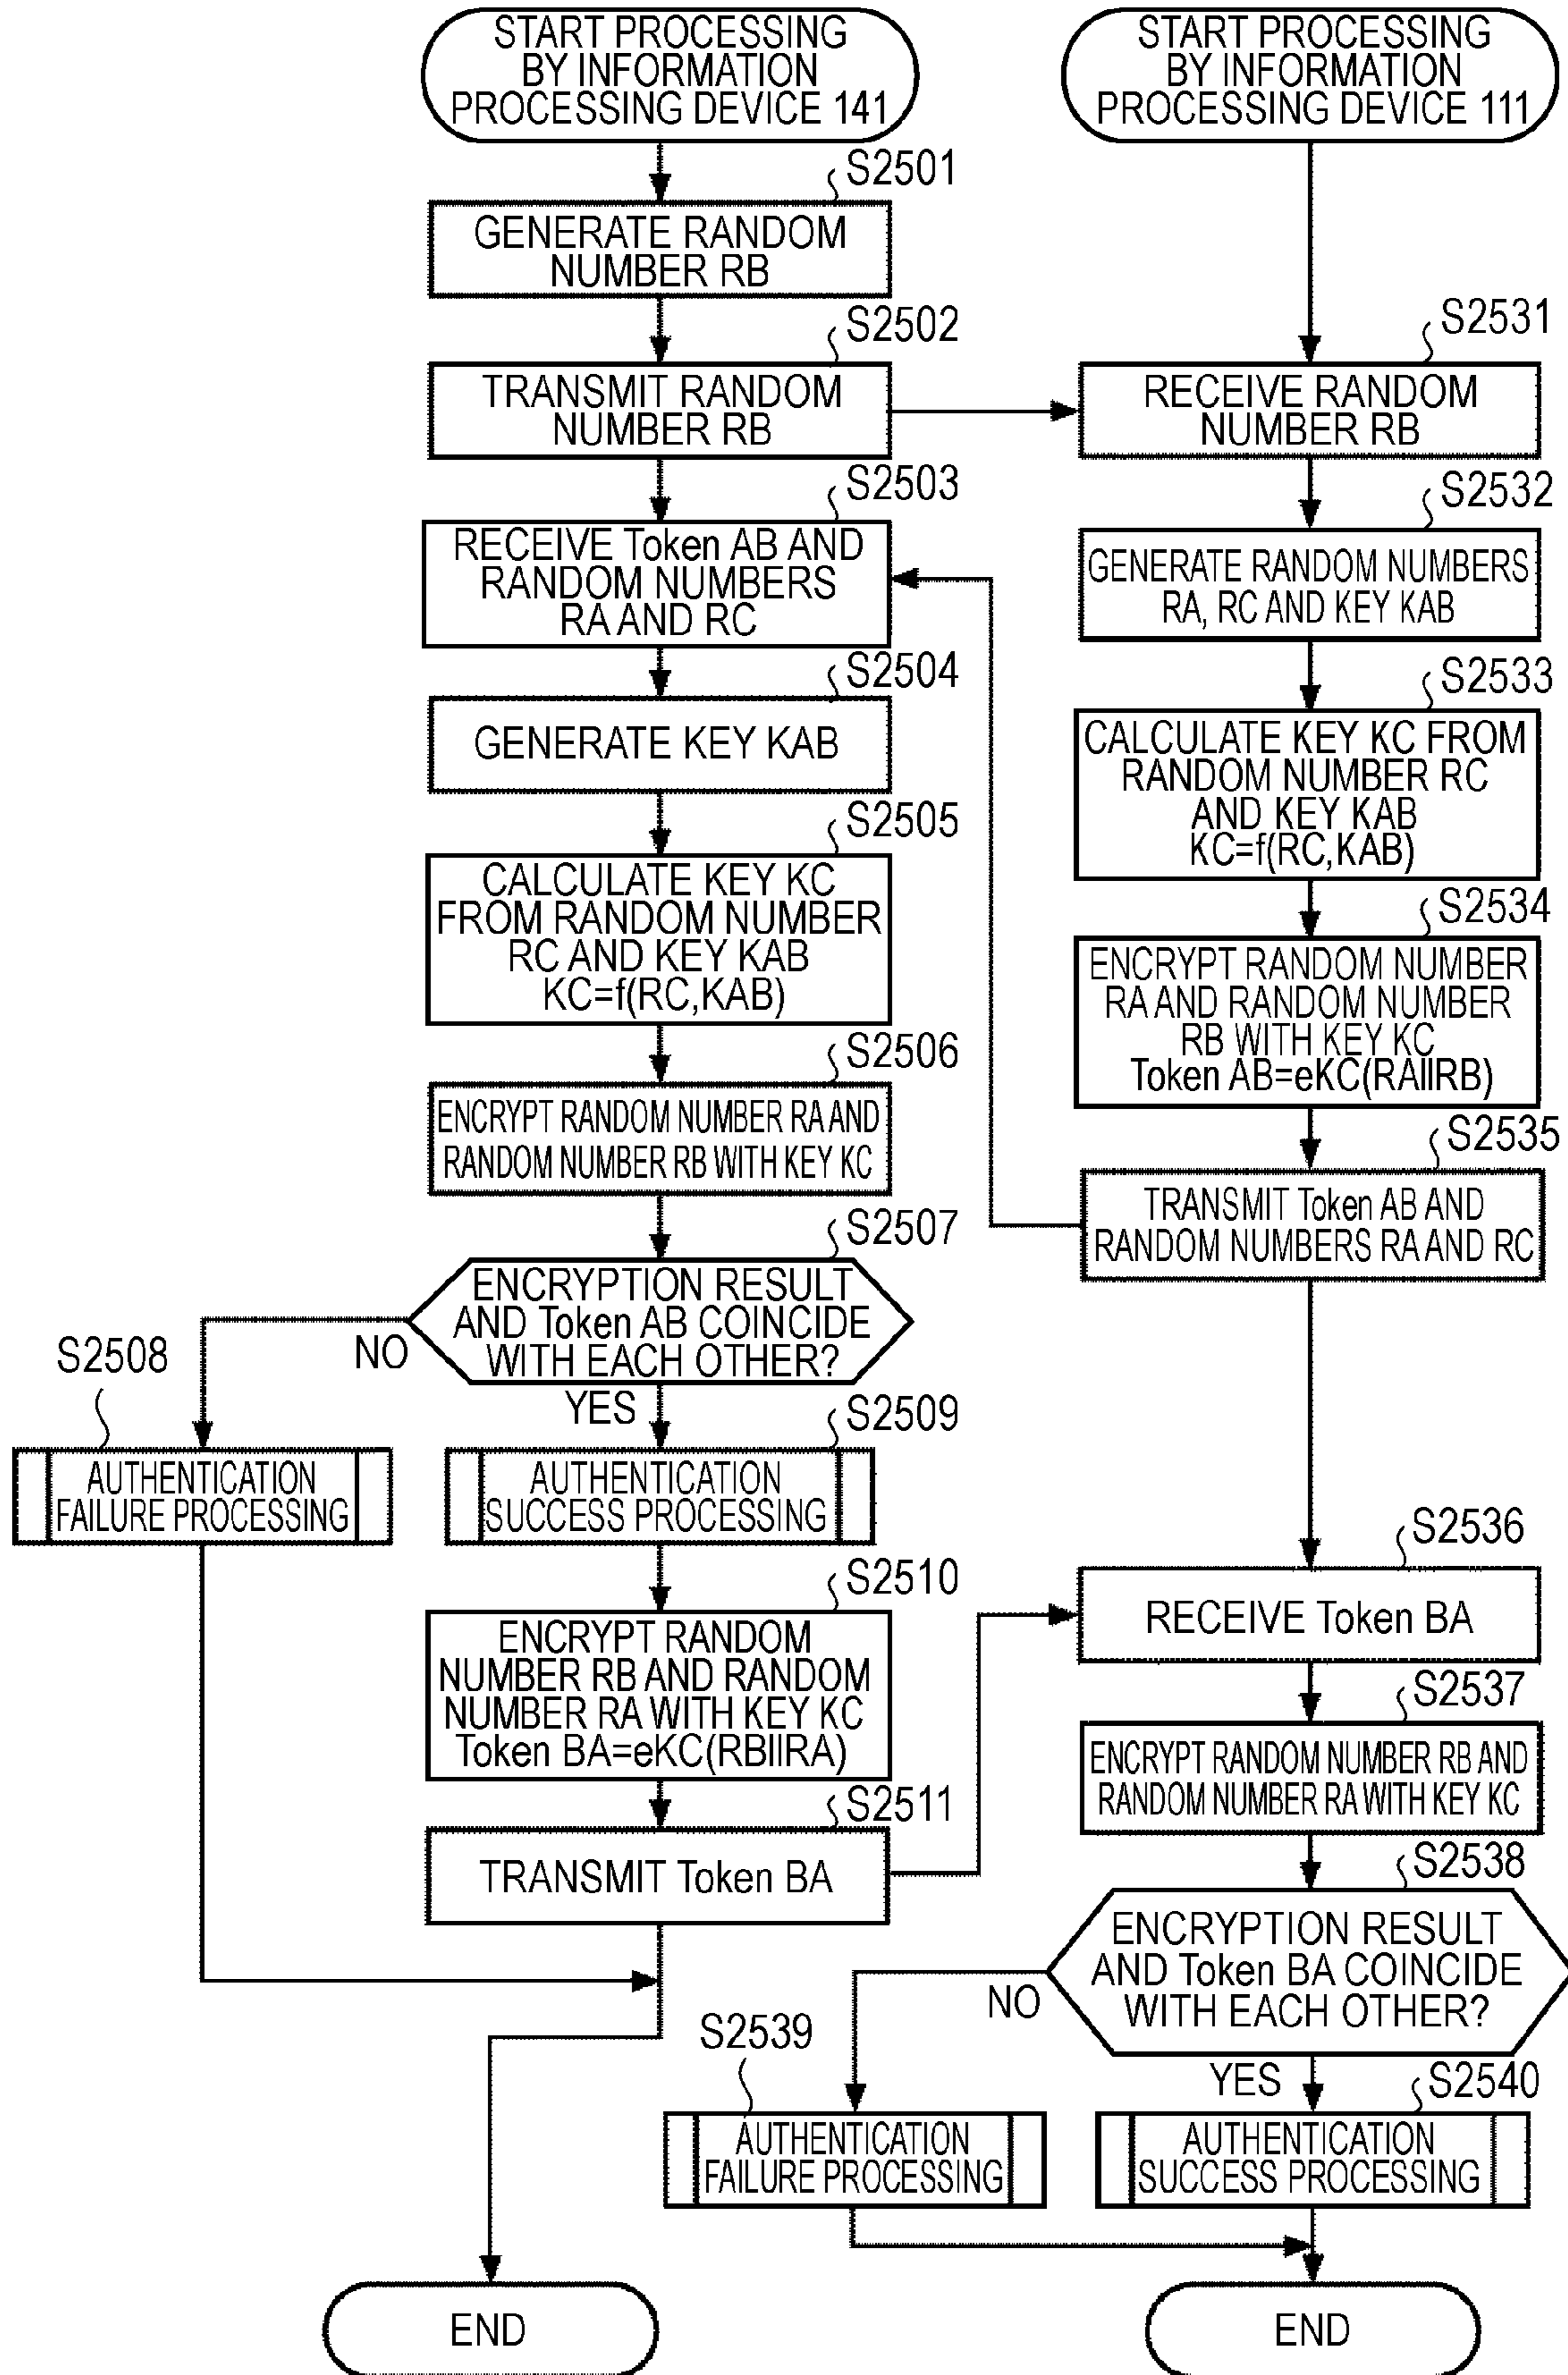 START PROCESSING
BY INFORMATION
PROCESSING DEVICE 141
S2501
GENERATE RANDOM
NUMBER RB
S2502
TRANSMIT RANDOM
NUMBER RB
S2503
RECEIVE Token AB AND
RANDOM NUMBERS
RA AND RC
S2504
GENERATE KEY KAB
S2505
CALCULATE KEY KC
FROM RANDOM NUMBER
RC AND KEY KAB
KC=f(RC,KAB)
S2506
ENCRYPT RANDOM NUMBER RA AND
RANDOM NUMBER RB WITH KEY KC
S2507
ENCRYPTION RESULT
AND Token AB COINCIDE
WITH EACH OTHER?
NO
YES
S2508
AUTHENTICATION
FAILURE PROCESSING
S2509
AUTHENTICATION
SUCCESS PROCESSING
S2510
ENCRYPT RANDOM
NUMBER RB AND RANDOM
NUMBER RA WITH KEY KC
Token BA=eKC(RB||RA)
S2511
TRANSMIT Token BA
END
START PROCESSING
BY INFORMATION
PROCESSING DEVICE 111
S2531
RECEIVE RANDOM
NUMBER RB
S2532
GENERATE RANDOM NUMBERS
RA, RC AND KEY KAB
S2533
CALCULATE KEY KC FROM
RANDOM NUMBER RC
AND KEY KAB
KC=f(RC,KAB)
S2534
ENCRYPT RANDOM NUMBER
RA AND RANDOM NUMBER
RB WITH KEY KC
Token AB=eKC(RA||RB)
S2535
TRANSMIT Token AB AND
RANDOM NUMBERS RA AND RC
S2536
RECEIVE Token BA
S2537
ENCRYPT RANDOM NUMBER RB AND
RANDOM NUMBER RA WITH KEY KC
S2538
ENCRYPTION RESULT
AND Token BA COINCIDE
WITH EACH OTHER?
NO
YES
S2539
AUTHENTICATION
FAILURE PROCESSING
S2540
AUTHENTICATION
SUCCESS PROCESSING
END